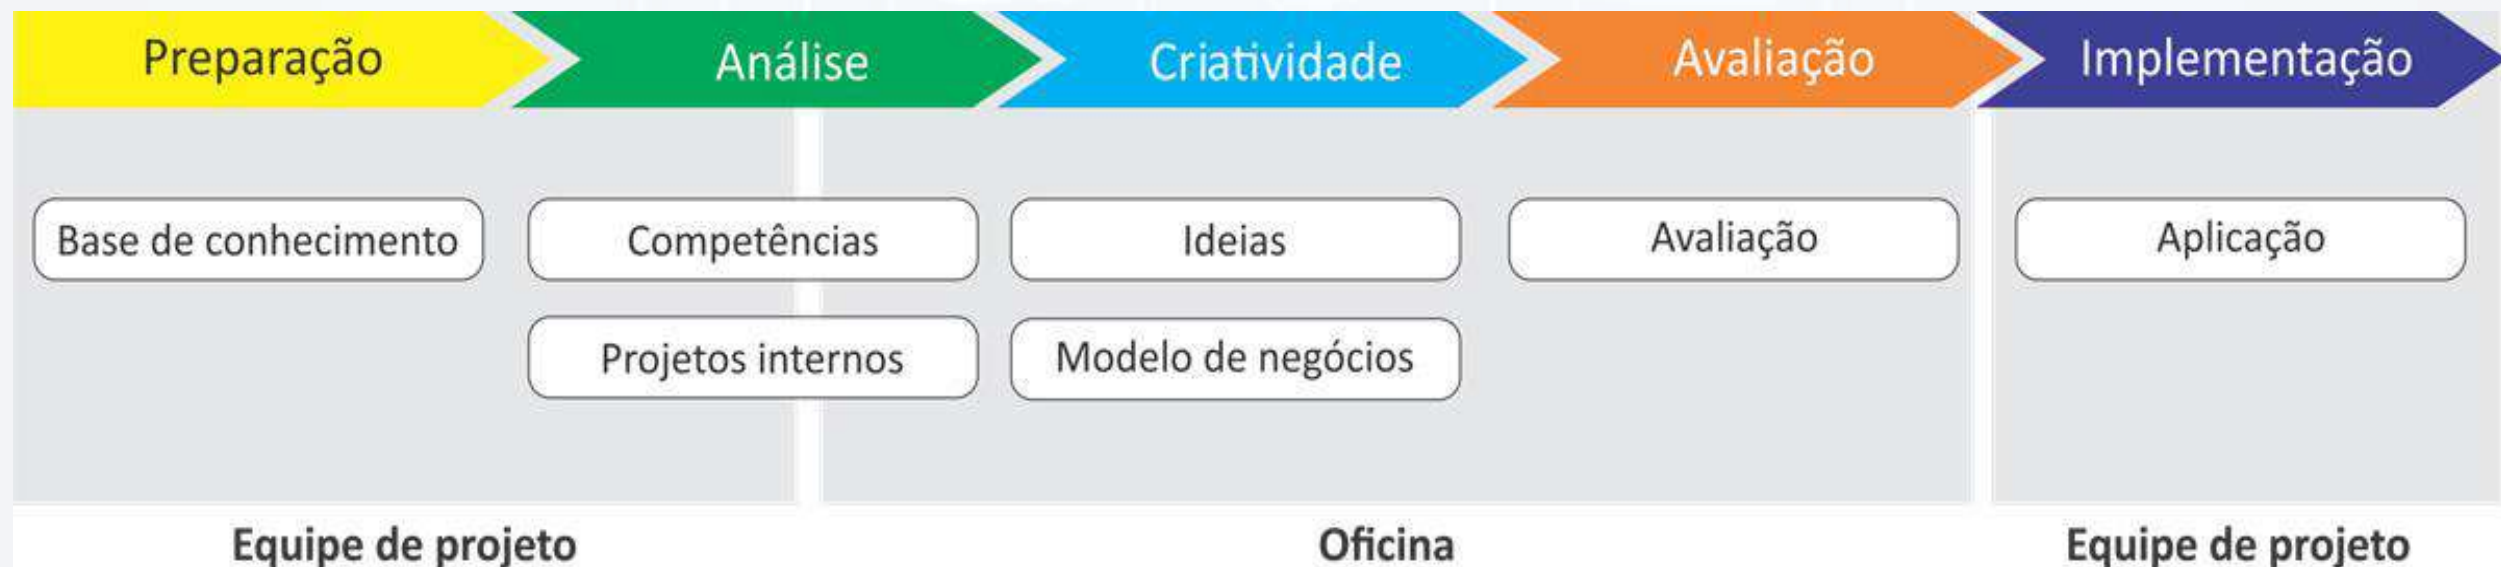 Preparação
Análise
Criatividade
Avaliação
Implementação
Base de conhecimento
Competências
Ideias
Avaliação
Aplicação
Projetos internos
Modelo de negócios
Equipe de projeto
Oficina
Equipe de projeto